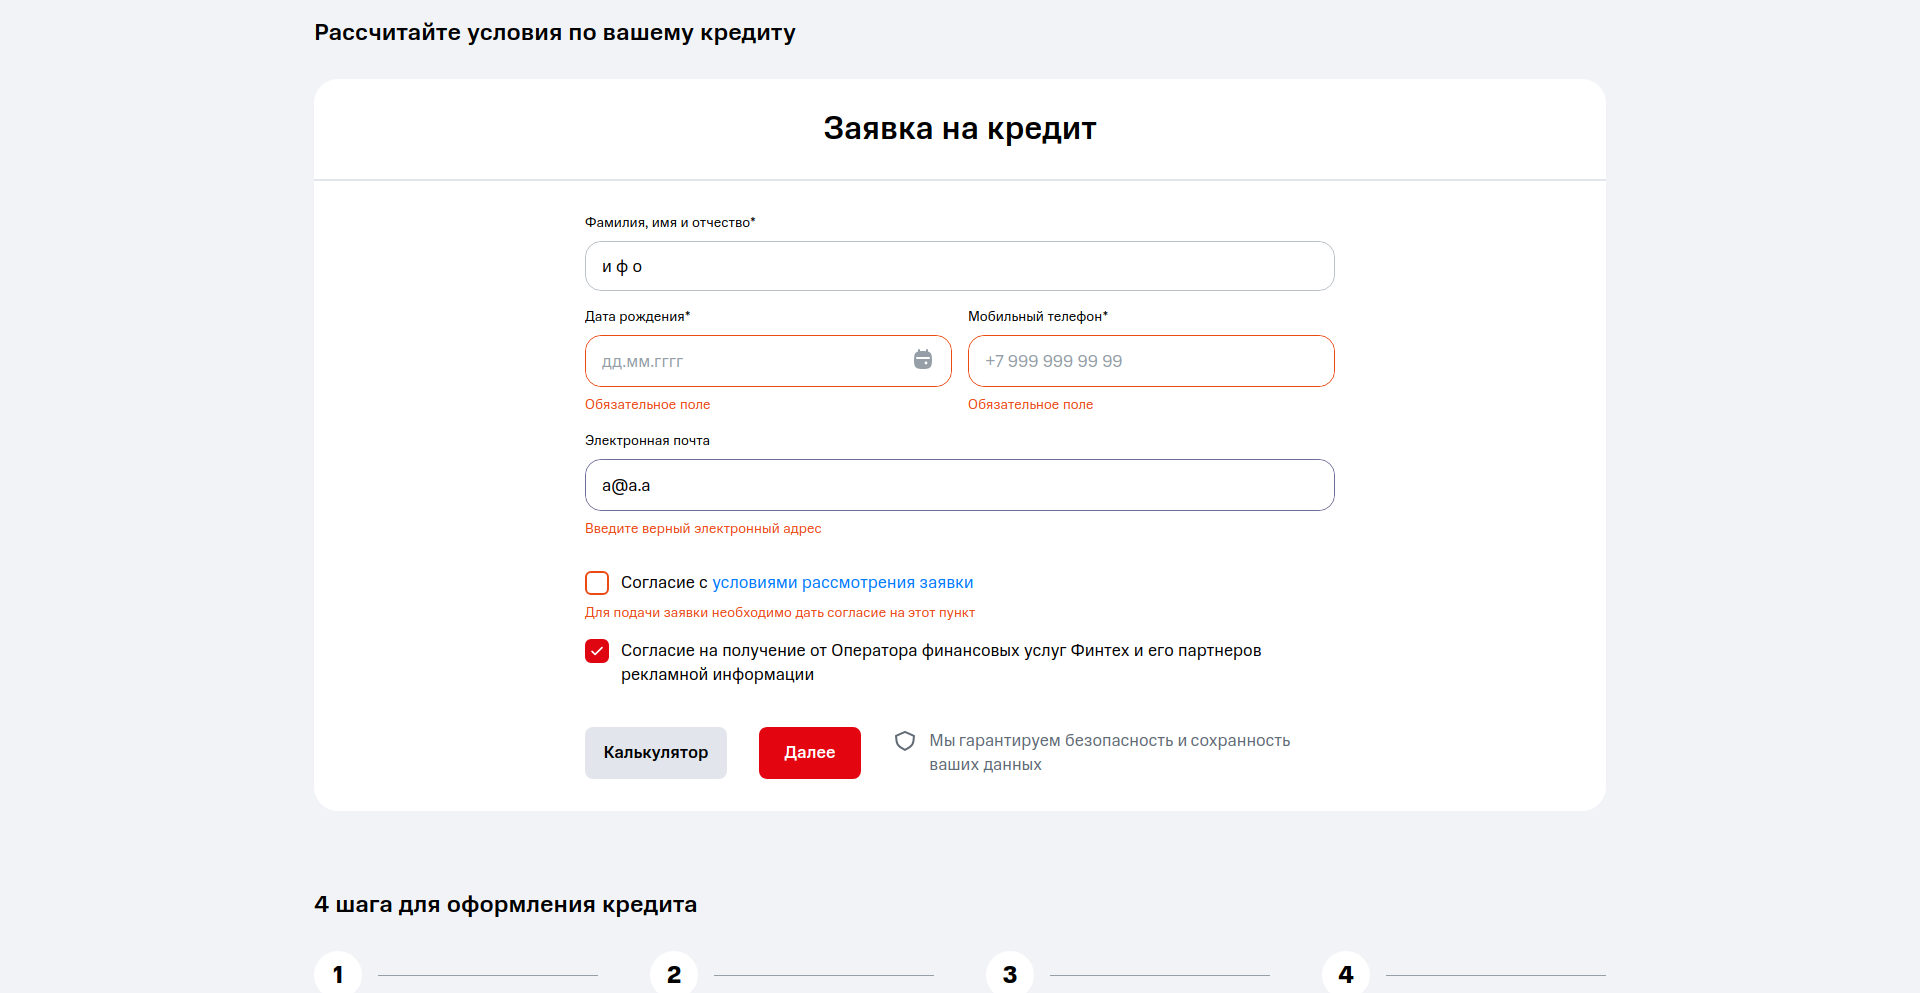 Рассчитайте условия по вашему кредиту
Заявка на кредит
Фамилия, имя и отчество*
и ф о
Дата рождения*
Мобильный телефон*
дд.мм.гггг
+7 999 999 99 99
Обязательное поле
Обязательное поле
Электронная почта
a@a.a
Введите верный электронный адрес
Согласие с условиями рассмотрения заявки
Для подачи заявки необходимо дать согласие на этот пункт
Согласие на получение от Оператора финансовых услуг Финтех и его партнеров
рекламной информации
Калькулятор
Далее
Мы гарантируем безопасность и сохранность
ваших данных
4 шага для оформления кредита
1
2
3
4